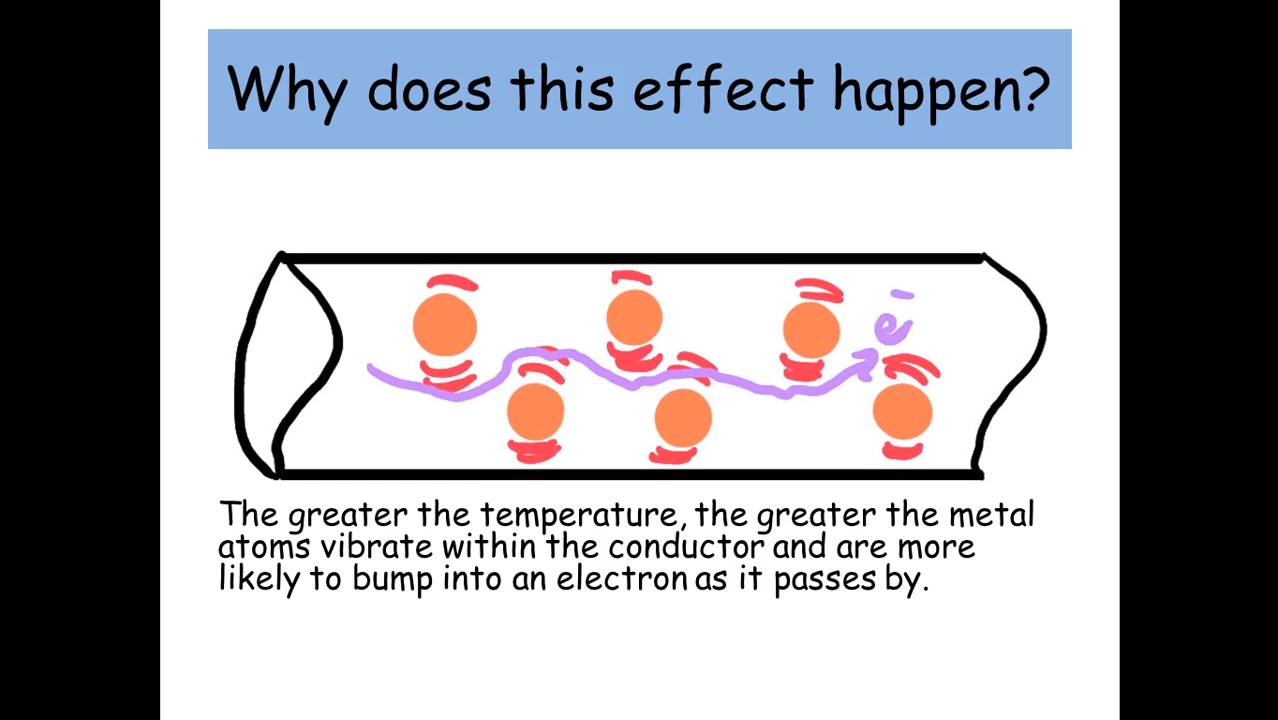 Why does this effect happen?
e-
The greater the temperature, the greater the metal
atoms vibrate within the conductor and are more
likely to bump into an electron as it passes by.